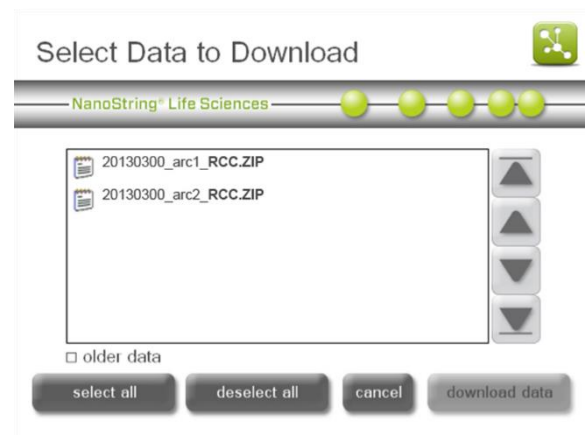 Select Data to Download
NanoString® Life Sciences
20130300_arc1_RCC.ZIP
20130300_arc2_RCC.ZIP
older data
select all
deselect all
cancel
download data